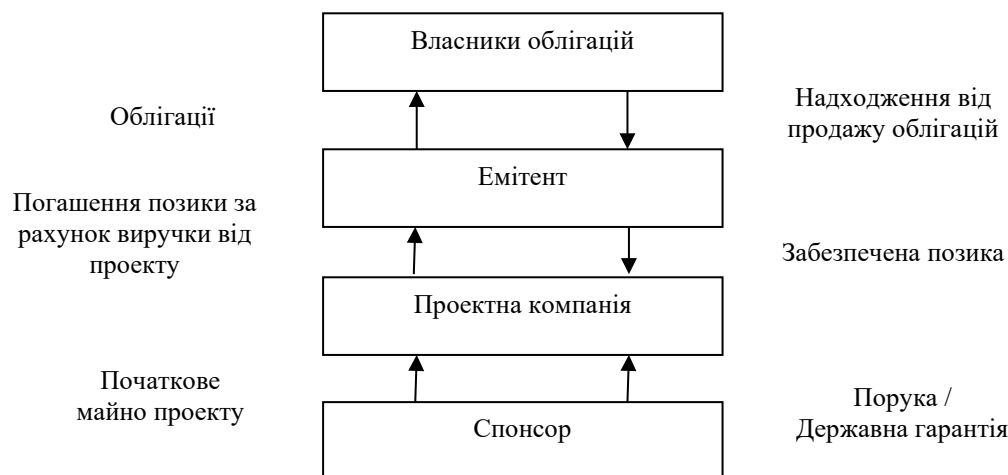 Власники облігацій
Облігації
Надходження від
продажу облігацій
Емітент
Погашення позики за
рахунок виручки від
проекту
Забезпечена позика
Проектна компанія
Початкове
майно проекту
Порука /
Державна гарантія
Спонсор